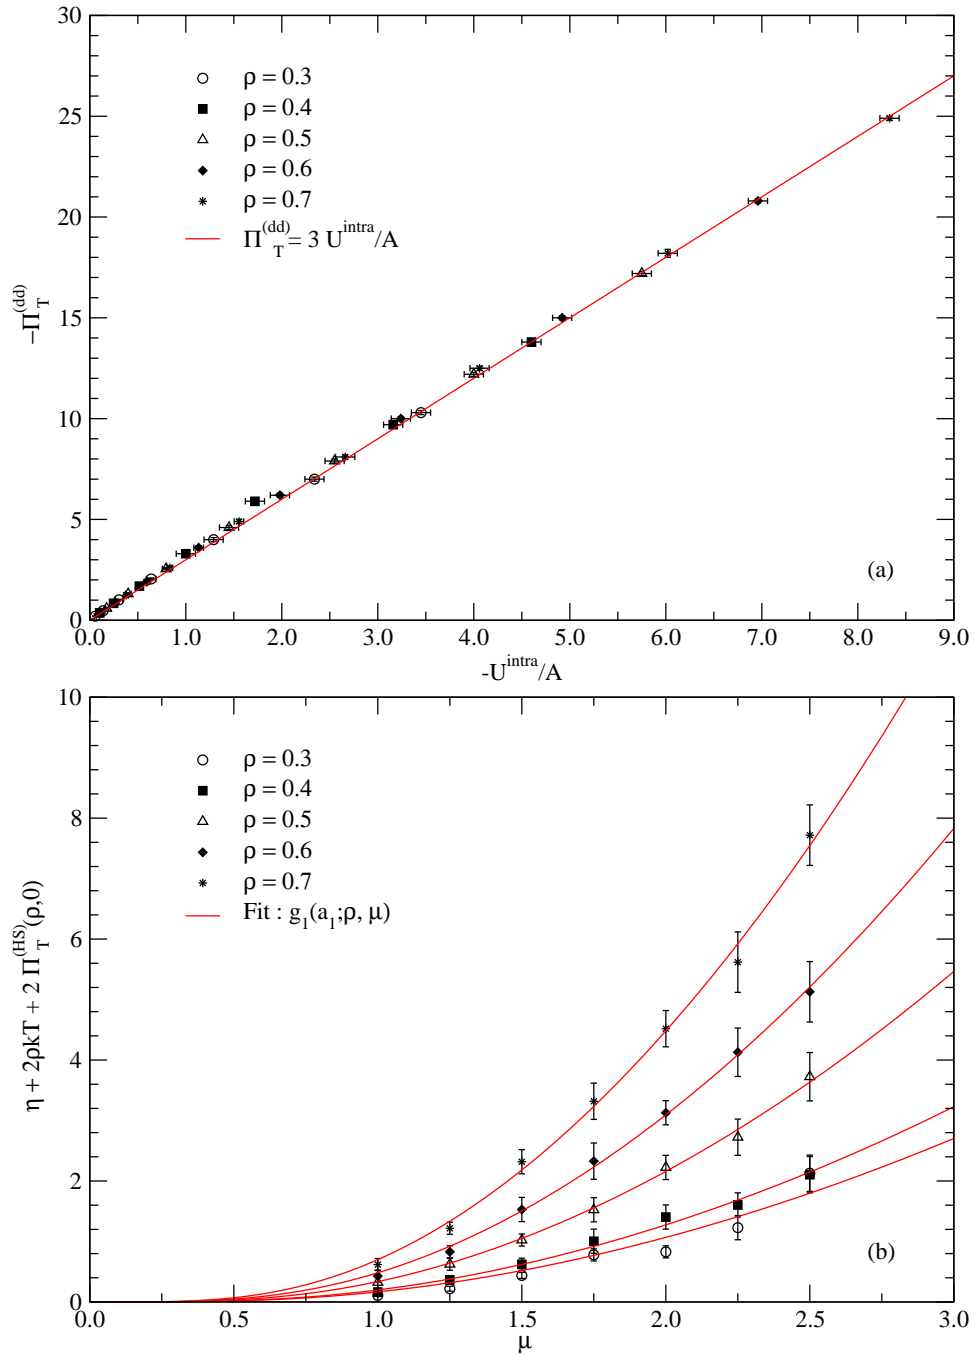 30
25
20
15
10
5
0
−Π_T^(dd)
ρ = 0.3
ρ = 0.4
ρ = 0.5
ρ = 0.6
ρ = 0.7
Π_T^(dd) = 3 U^intra/A
(a)
0.0 1.0 2.0 3.0 4.0 5.0 6.0 7.0 8.0 9.0
-U^intra/A
10
8
6
4
2
0
η + 2ρkT + 2 Π_T^(HS)(ρ,0)
ρ = 0.3
ρ = 0.4
ρ = 0.5
ρ = 0.6
ρ = 0.7
Fit : g_1(a_1;ρ, μ)
(b)
0.0 0.5 1.0 1.5 2.0 2.5 3.0
μ